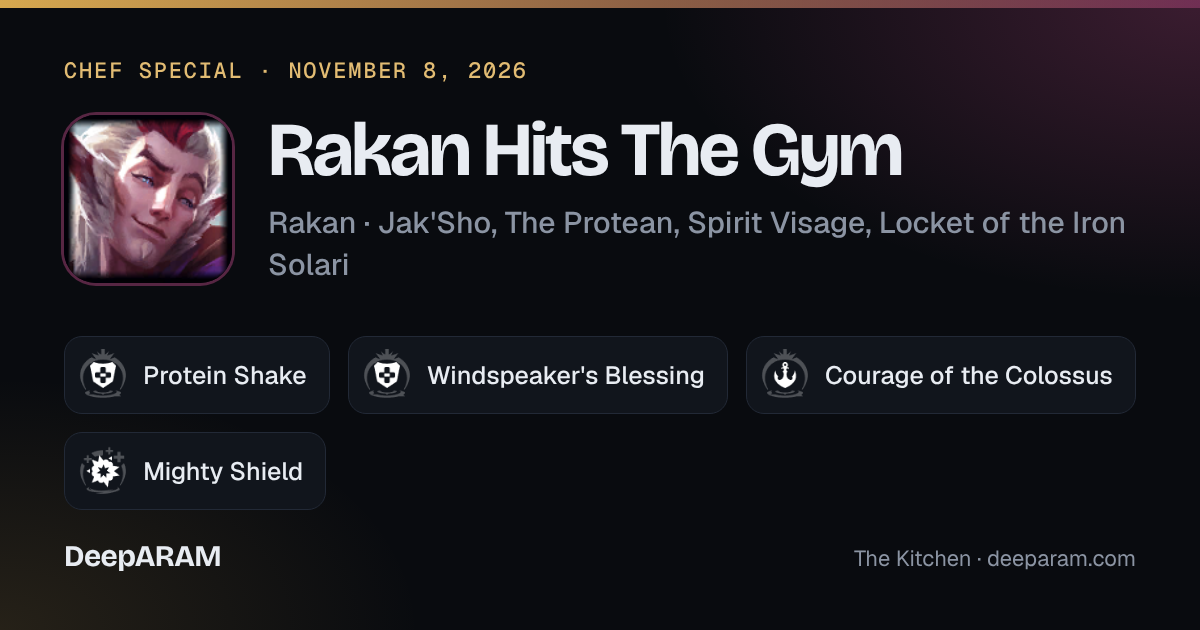 CHEF SPECIAL · NOVEMBER 8, 2026
Rakan Hits The Gym
Rakan · Jak'Sho, The Protean, Spirit Visage, Locket of the Iron
Solari
Protein Shake
Windspeaker's Blessing
Courage of the Colossus
Mighty Shield
DeepARAM
The Kitchen · deeparam.com